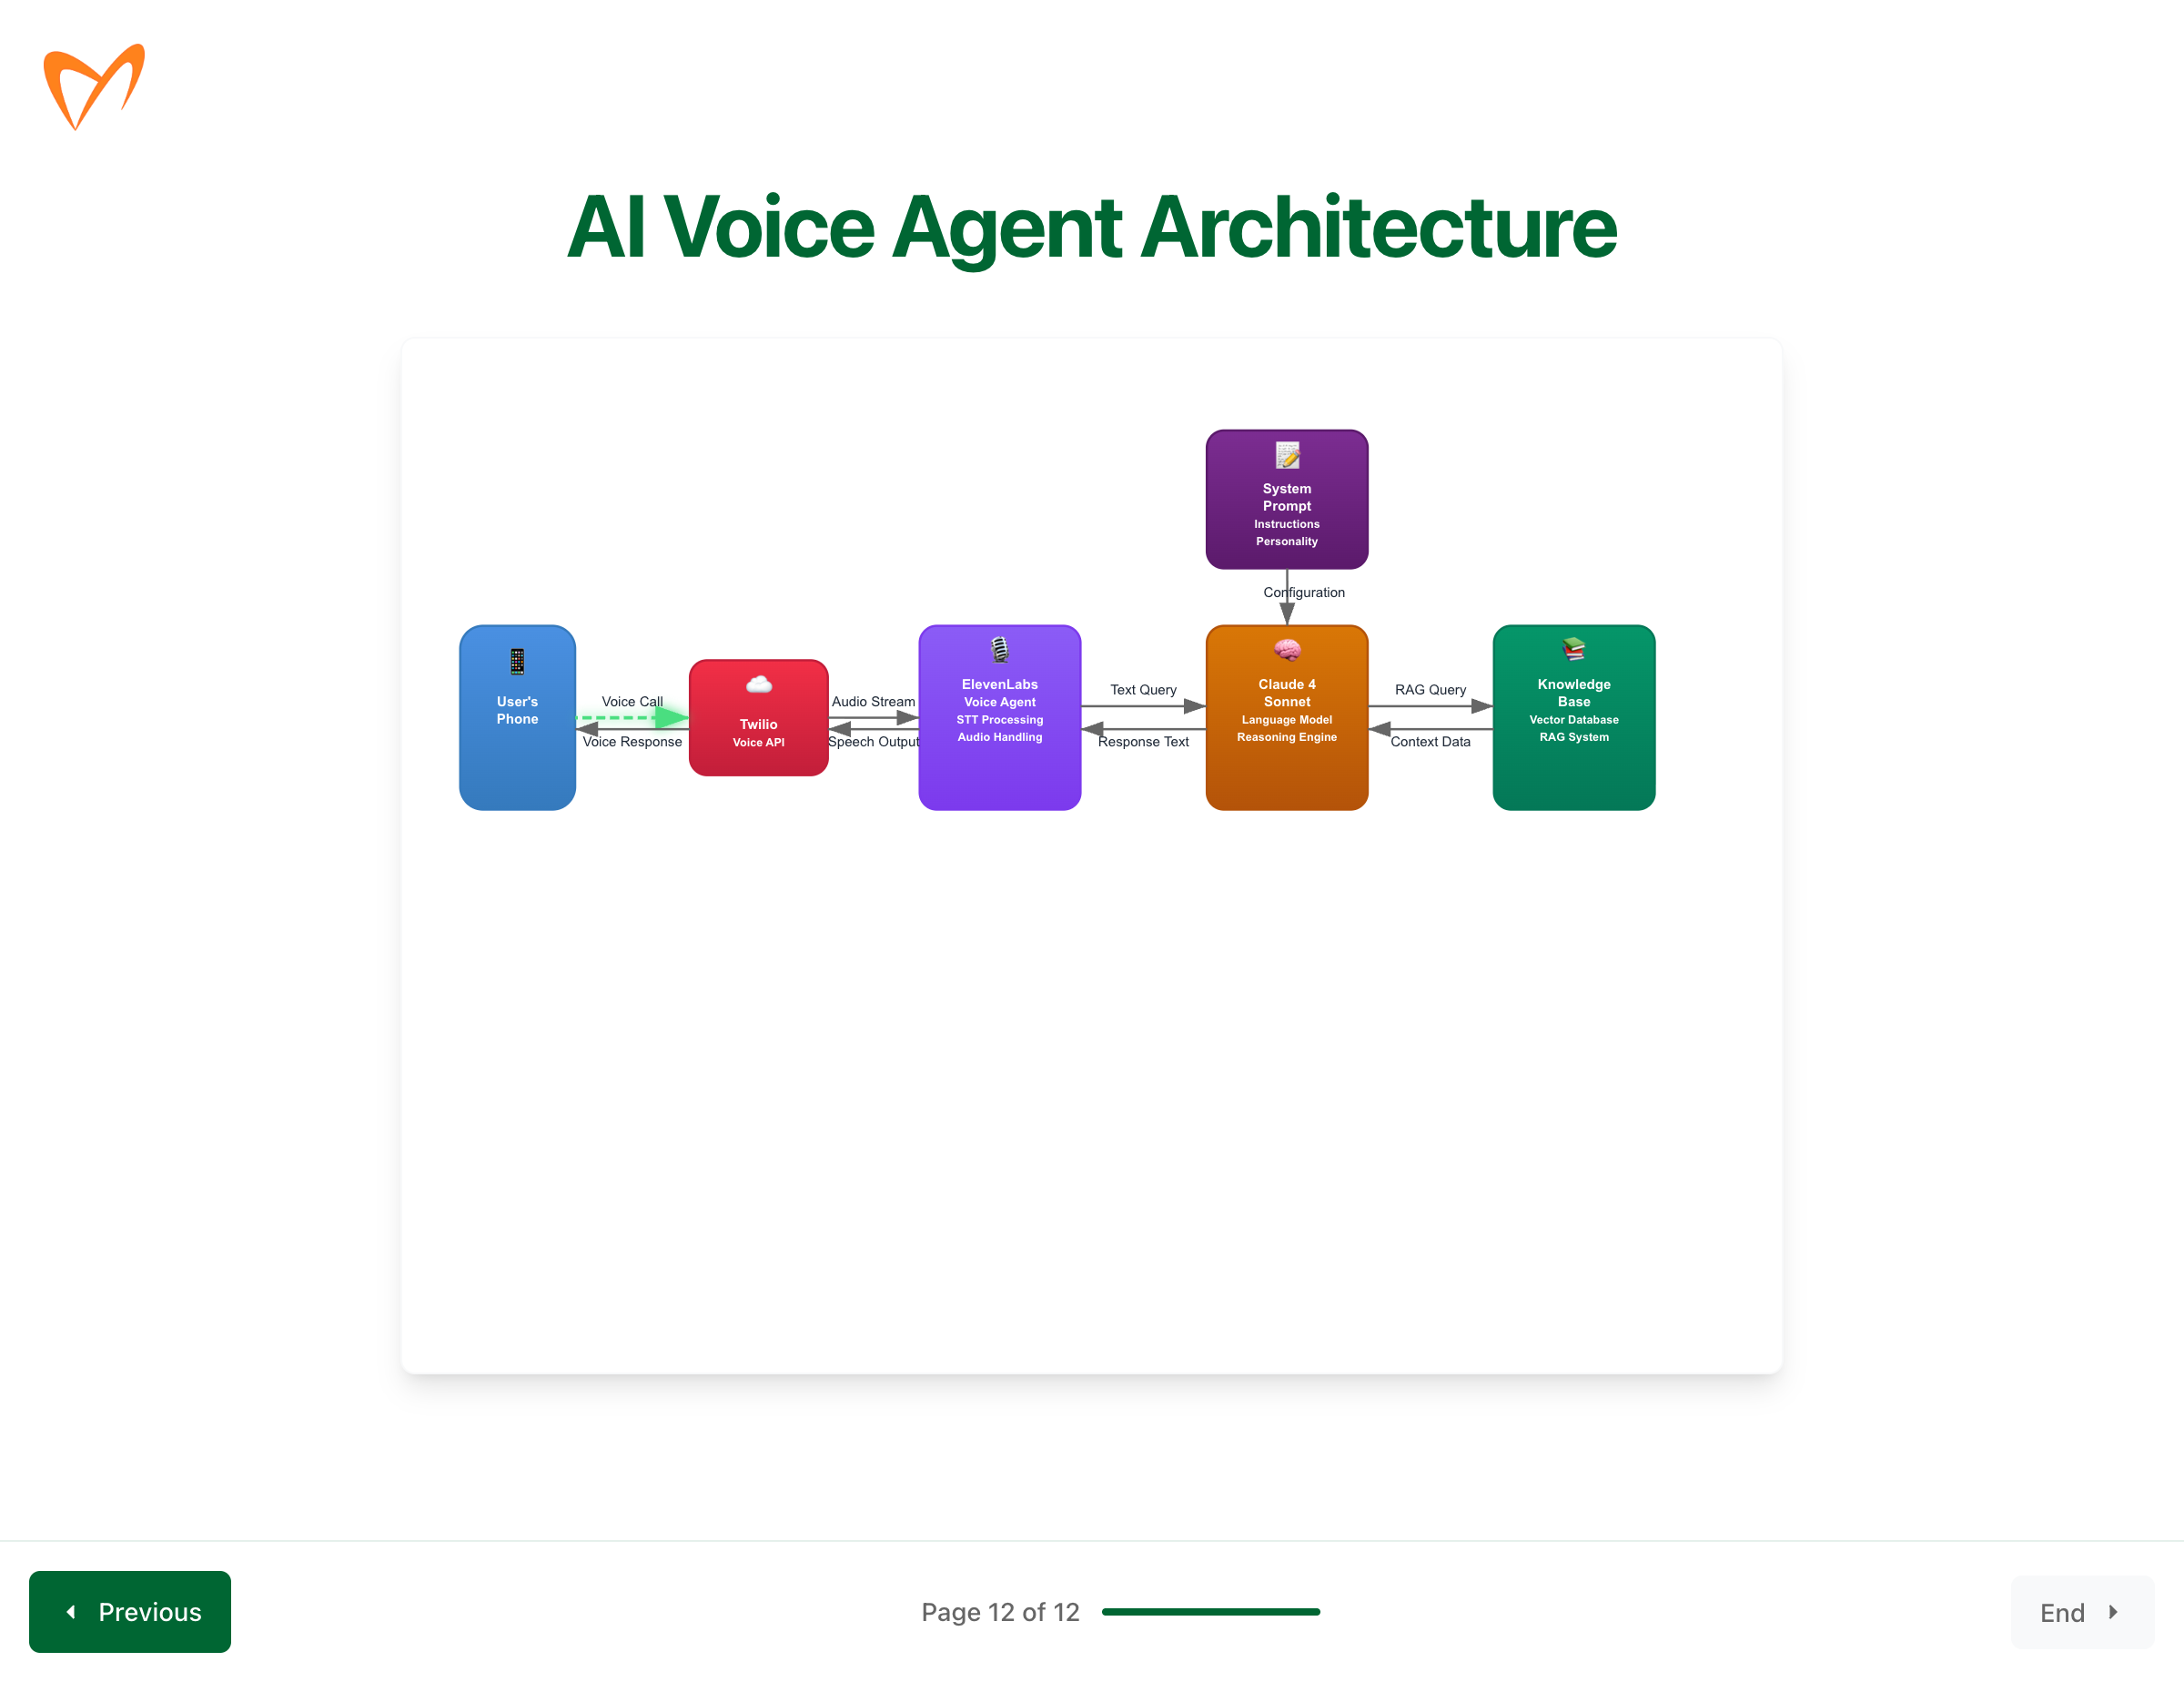 AI Voice Agent Architecture
System
Prompt
Instructions
Personality
Configuration
User's
Phone
Voice Call
Voice Response
Twilio
Voice API
Audio Stream
Speech Output
ElevenLabs
Voice Agent
STT Processing
Audio Handling
Text Query
Response Text
Claude 4
Sonnet
Language Model
Reasoning Engine
RAG Query
Context Data
Knowledge
Base
Vector Database
RAG System
Previous
Page 12 of 12
End